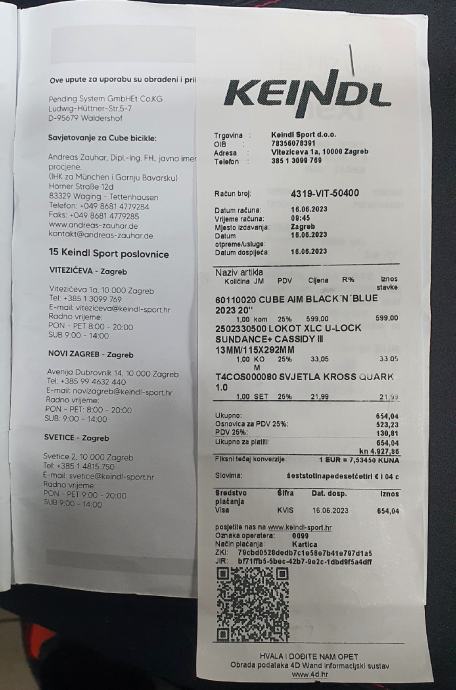 Ove upute za uporabu su obrađeni i pril
Pending System GmbH&Co.KG
Ludwig-Hüttner-Str.5-7
D-95679 Waldershof
Savjetovanje za Cube bicikle:
Andreas Zauhar, Dipl.-Ing. FH, javno imer
procjene.
(IHK za München i Gornju Bavarsku)
Horner Straße 12d
83329 Waging - Tettenhausen
Telefon: +049 8681 4779284
Faks: +049 8681 4779285
www.andreas-zauhar.de
kontakt@andreas-zauhar.de
15 Keindl Sport poslovnice
VITEZIĆEVA - Zagreb
Vitezićeva 1a, 10 000 Zagreb
Tel: +385 1 3099 769
E-mail: viteziceva@keindl-sport.hr
Radno vrijeme:
PON - PET 8:00 - 20:00
SUB 9:00 - 14:00
NOVI ZAGREB - Zagreb
Avenija Dubrovnik 14, 10 000 Zagreb
Tel: +385 99 4632 440
E-mail: novizagreb@keindl-sport.hr
Radno vrijeme:
PON - PET: 8:00 - 20:00
SUB: 9:00 - 14:00
SVETICE - Zagreb
Svetice 2, 10 000 Zagreb
Tel: +385 1 4815 750
E-mail: svetice@keindl-sport.hr
Radno vrijeme:
PON - PET 9:00 - 20:00
SUB 9:00 - 14:00
KEINDL
Trgovina : Keindl Sport d.o.o.
OIB : 78356078391
Adresa : Viteziceva 1a, 10000 Zagreb
Telefon : 385 1 3099 769
Račun broj: 4319-VIT-50400
Datum računa: 16.06.2023
Vrijeme računa: 09:45
Mjesto izdavanja: Zagreb
Datum 16.06.2023
otpreme/usluge:
Datum dospijeća 16.06.2023
Naziv artikla
Količina JM PDV Cijena R% Iznos
stavke
60110020 CUBE AIM BLACK´N´BLUE
2023 20"
1,00 kom 25% 599,00 599,00
2502330500 LOKOT XLC U-LOCK
SUNDANCE+ CASSIDY III
13MM/115X292MM
1,00 KO 25% 33,05 33,05
M
T4COS000080 SVJETLA KROSS QUARK
1.0
1,00 SET 25% 21,99 21,99
Ukupno: 654,04
Osnovica za PDV 25%: 523,23
PDV 25%: 130,81
Ukupno za platiti: 654,04
kn 4.927,86
Fiksni tečaj konverzije 1 EUR = 7,53450 KUNA
Slovima: šeststotinapedesetčetiri € i 04 c
Sredstvo Šifra Dat. dosp. Iznos
plaćanja
Visa KVIS 16.06.2023 654,04
posjetite nas na www.keindl-sport.hr
Oznaka operatera: 0099
Način plaćanja: Kartica
HVALA I DOĐITE NAM OPET
Obrada podataka 4D Wand informacijski sustav
www.4d.hr